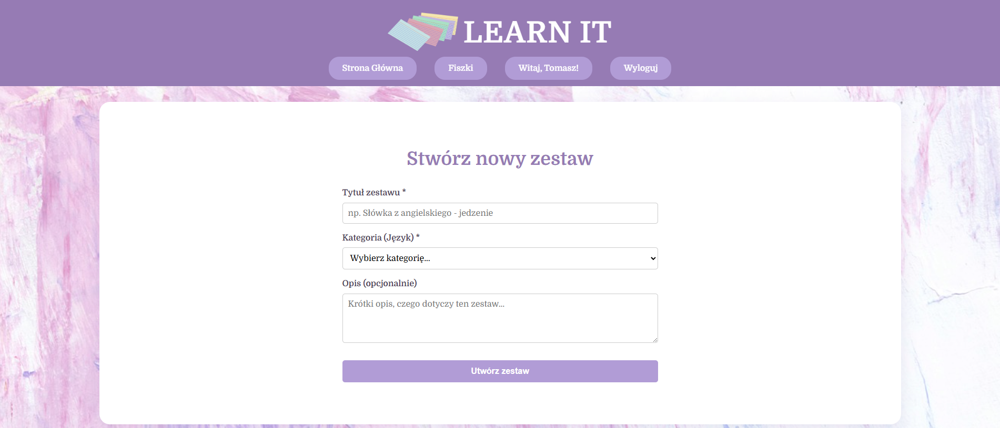 LEARN IT
Strona Główna
Fiszki
Witaj, Tomasz!
Wyloguj
Stwórz nowy zestaw
Tytuł zestawu *
np. Słówka z angielskiego - jedzenie
Kategoria (Język) *
Wybierz kategorię...
Opis (opcjonalnie)
Krótki opis, czego dotyczy ten zestaw...
Utwórz zestaw